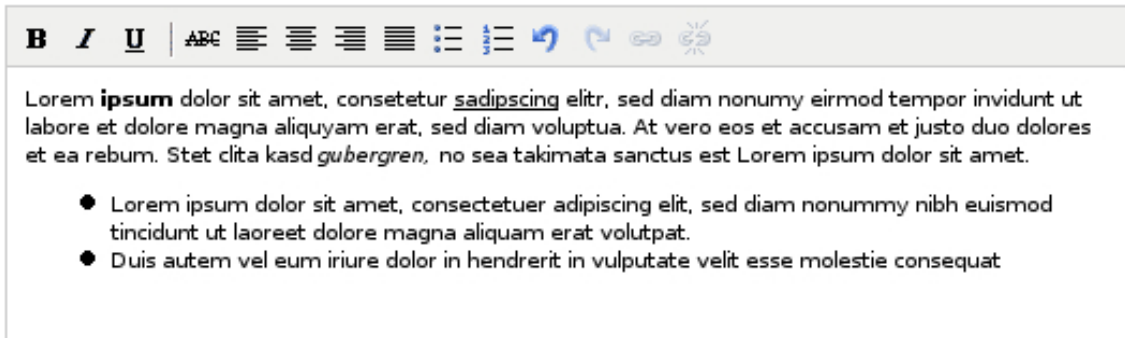 B I U ABC
Lorem ipsum dolor sit amet, consetetur sadipscing elitr, sed diam nonumy eirmod tempor invidunt ut
labore et dolore magna aliquyam erat, sed diam voluptua. At vero eos et accusam et justo duo dolores
et ea rebum. Stet clita kasd gubergren, no sea takimata sanctus est Lorem ipsum dolor sit amet.
● Lorem ipsum dolor sit amet, consectetuer adipiscing elit, sed diam nonummy nibh euismod
tincidunt ut laoreet dolore magna aliquam erat volutpat.
● Duis autem vel eum iriure dolor in hendrerit in vulputate velit esse molestie consequat